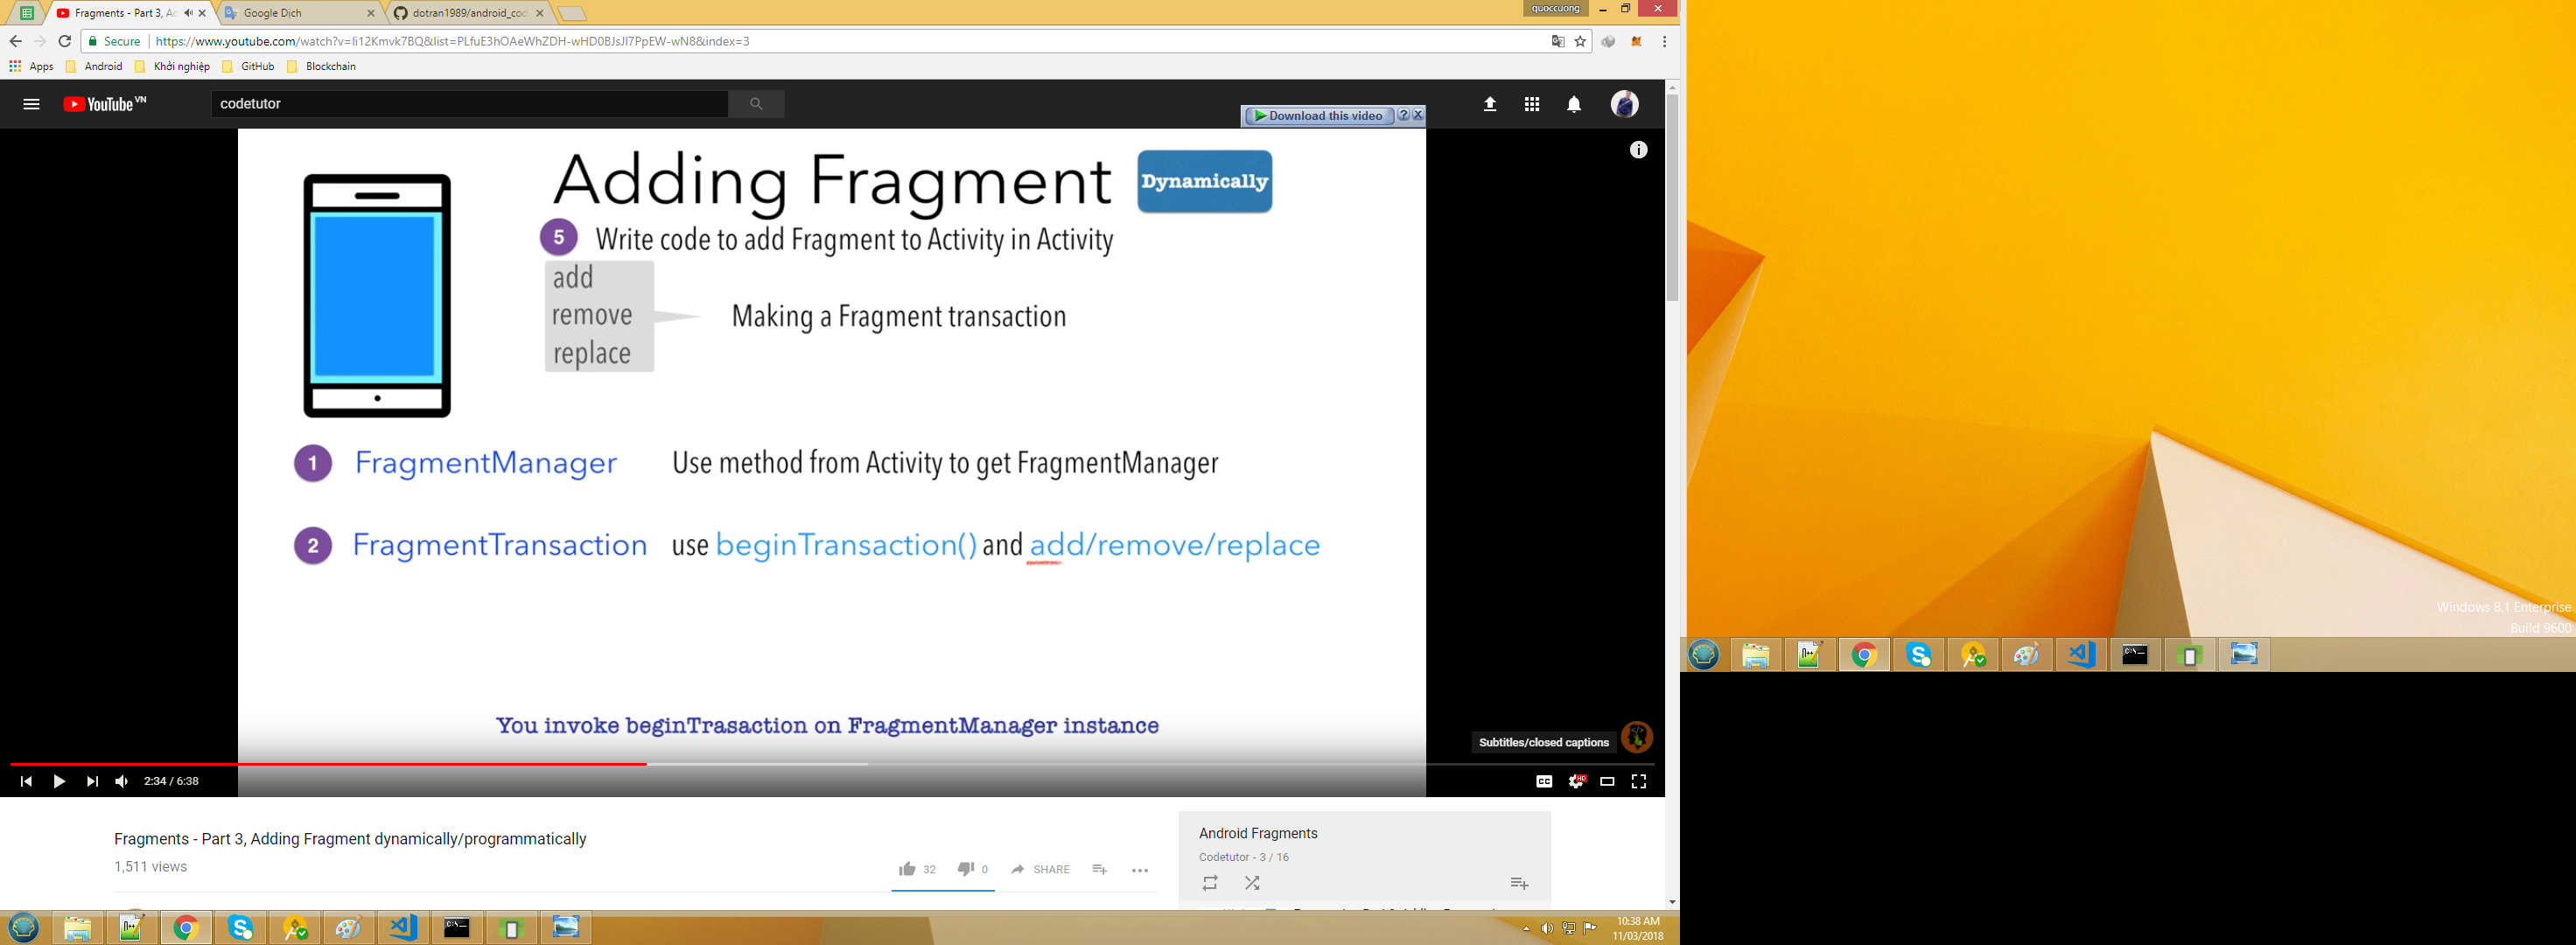 Fragments - Part 3, Ac
Google Dịch
dotran1989/android_cod
quoccuong
Secure
https://www.youtube.com/watch?v=Ii12Kmvk7BQ&list=PLfuE3hOAeWhZDH-wHD0BJsJI7PpEW-wN8&index=3
Apps
Android
Khởi nghiệp
GitHub
Blockchain
YouTube VN
codetutor
Download this video
?
Adding Fragment
Dynamically
5 Write code to add Fragment to Activity in Activity
add
remove
replace
Making a Fragment transaction
1 FragmentManager Use method from Activity to get FragmentManager
2 FragmentTransaction use beginTransaction() and add/remove/replace
You invoke beginTrasaction on FragmentManager instance
Subtitles/closed captions
2:34 / 6:38
CC
HD
Fragments - Part 3, Adding Fragment dynamically/programmatically
1,511 views
32
0
SHARE
Android Fragments
Codetutor - 3 / 16
10:38 AM
11/03/2018
Windows 8.1 Enterprise
Build 9600